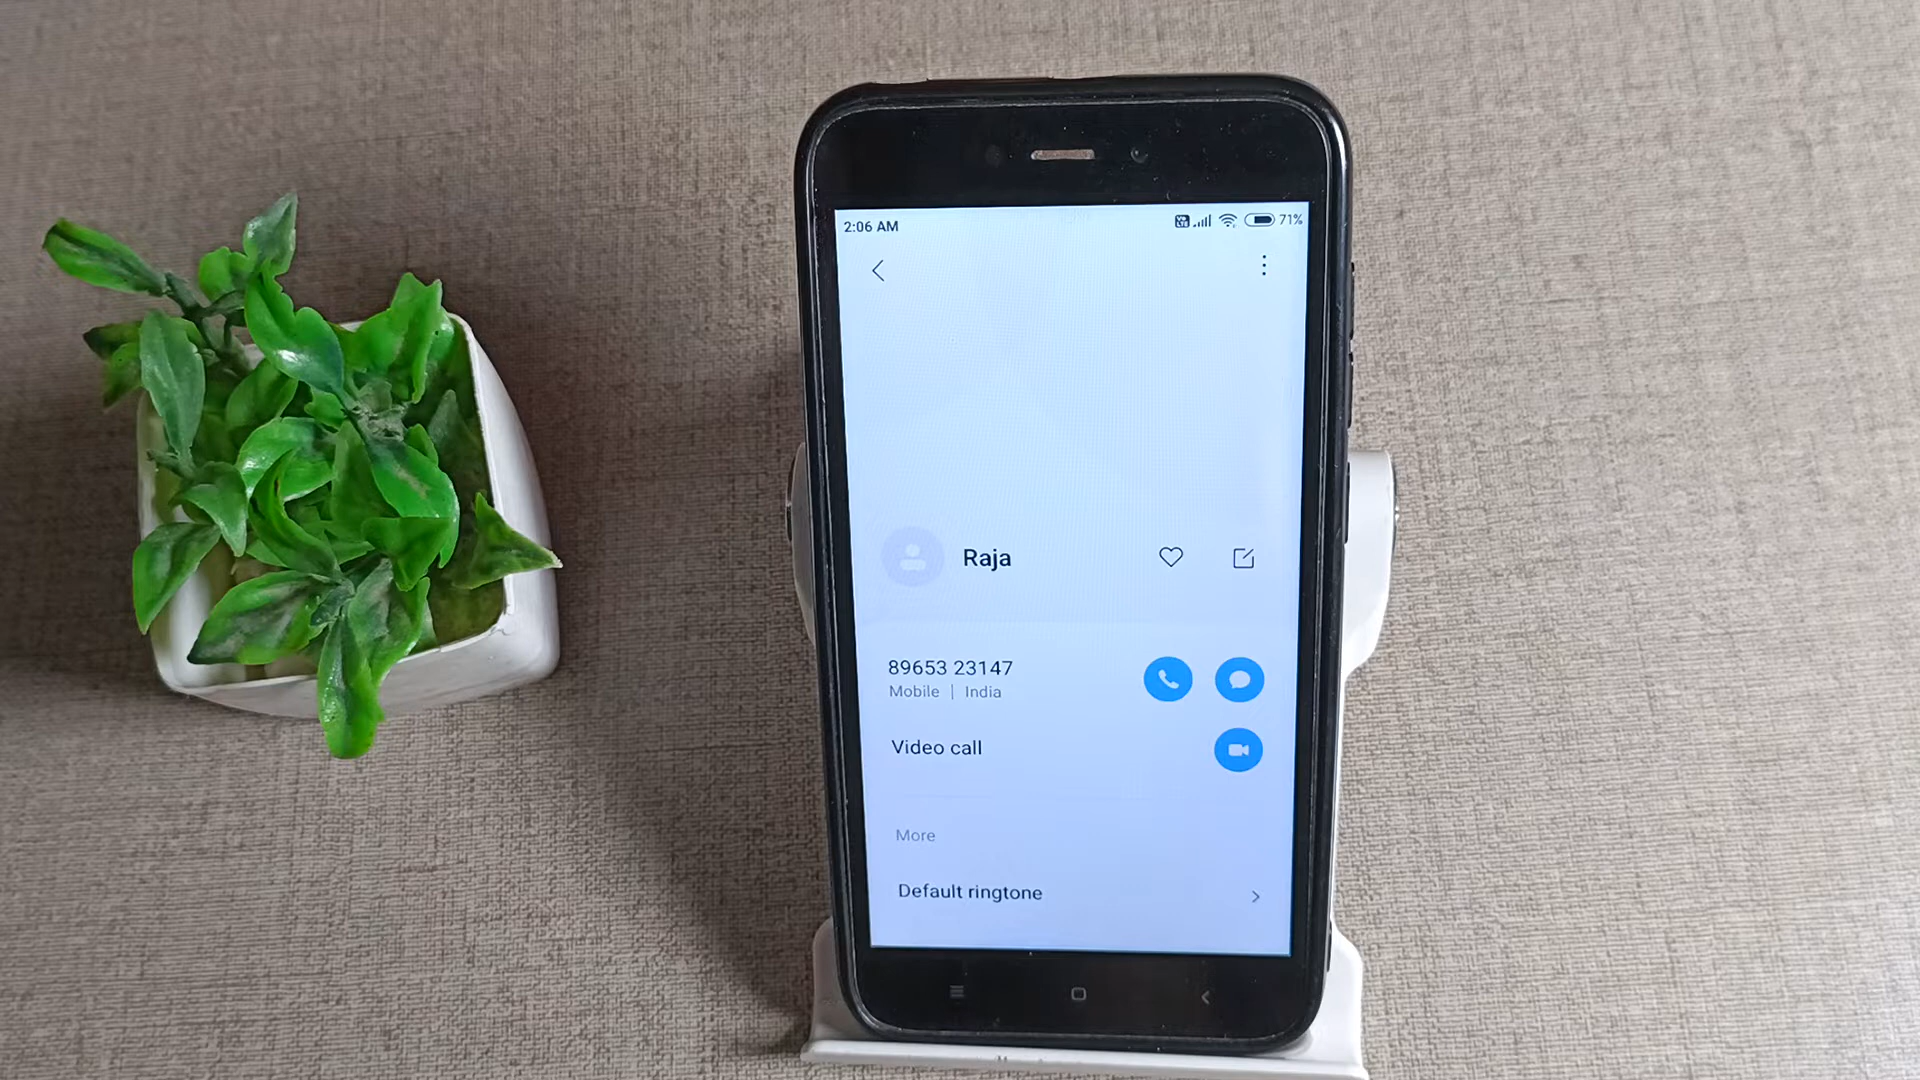 2:06 AM 71%
Raja
89653 23147
Mobile | India
Video call
More
Default ringtone